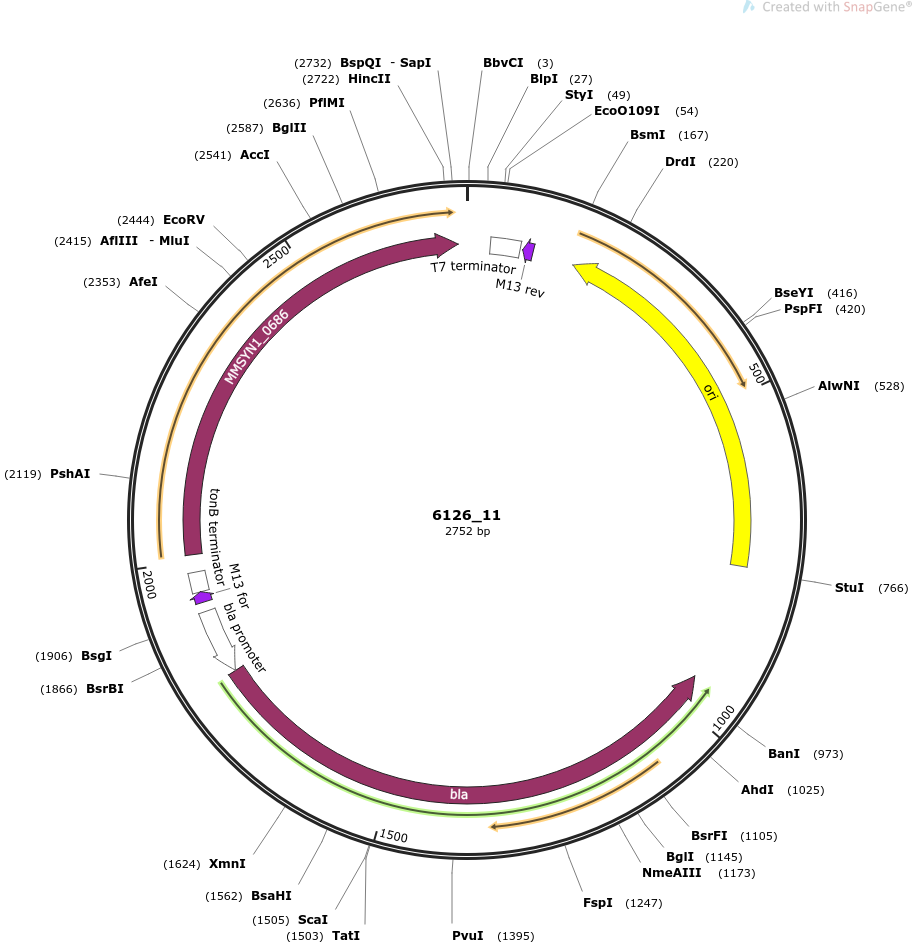 Created with SnapGene®
(2732) BspQI - SapI
(2722) HincII
(2636) PflMI
(2587) BglII
(2541) AccI
(2444) EcoRV
(2415) AflIII - MluI
(2353) AfeI
(2119) PshAI
(1906) BsgI
(1866) BsrBI
(1624) XmnI
(1562) BsaHI
(1505) ScaI
(1503) TatI
BbvCI (3)
BlpI (27)
StyI (49)
EcoO109I (54)
BsmI (167)
DrdI (220)
BseYI (416)
PspFI (420)
AlwNI (528)
StuI (766)
BanI (973)
AhdI (1025)
BsrFI (1105)
BglI (1145)
NmeAIII (1173)
FspI (1247)
PvuI (1395)
500
1000
1500
2000
2500
T7 terminator
M13 rev
ori
MMSYN1_0686
tonB terminator
M13 for
bla promoter
bla
6126_11
2752 bp